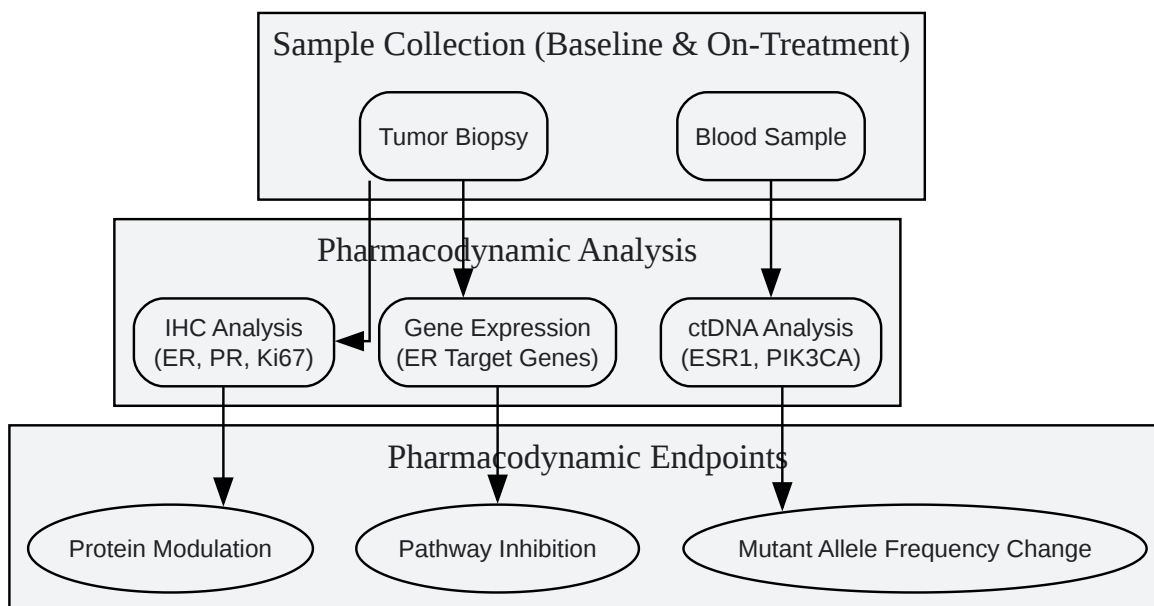 Sample Collection (Baseline & On-Treatment)
Tumor Biopsy
Blood Sample
Pharmacodynamic Analysis
IHC Analysis
(ER, PR, Ki67)
Gene Expression
(ER Target Genes)
ctDNA Analysis
(ESR1, PIK3CA)
Pharmacodynamic Endpoints
Protein Modulation
Pathway Inhibition
Mutant Allele Frequency Change